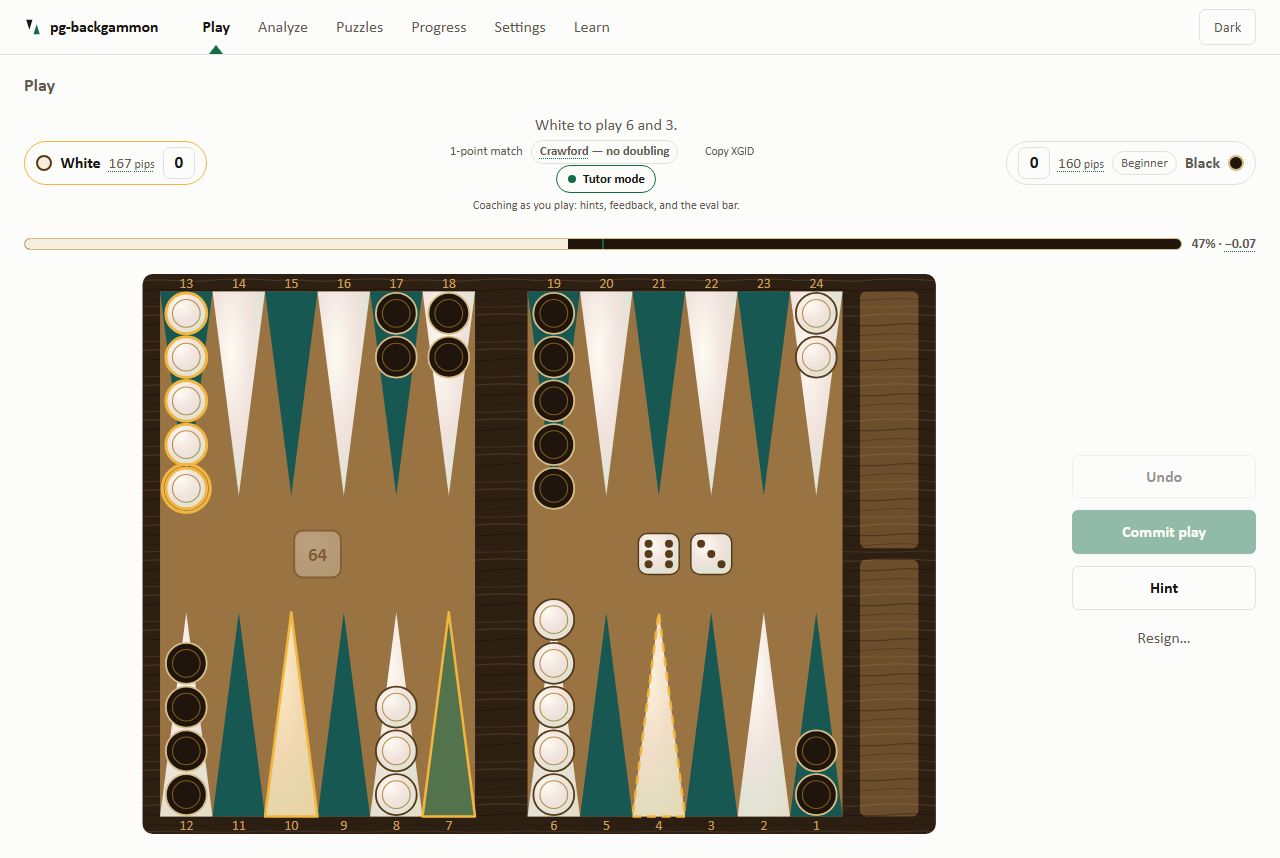 pg-backgammon Play Analyze Puzzles Progress Settings Learn Dark
Play
White to play 6 and 3.
White 167 pips 0
1-point match Crawford — no doubling Copy XGID
0 160 pips Beginner Black
Tutor mode
Coaching as you play: hints, feedback, and the eval bar.
47% · −0.07
13 14 15 16 17 18 19 20 21 22 23 24
64
Undo
Commit play
Hint
Resign...
12 11 10 9 8 7 6 5 4 3 2 1